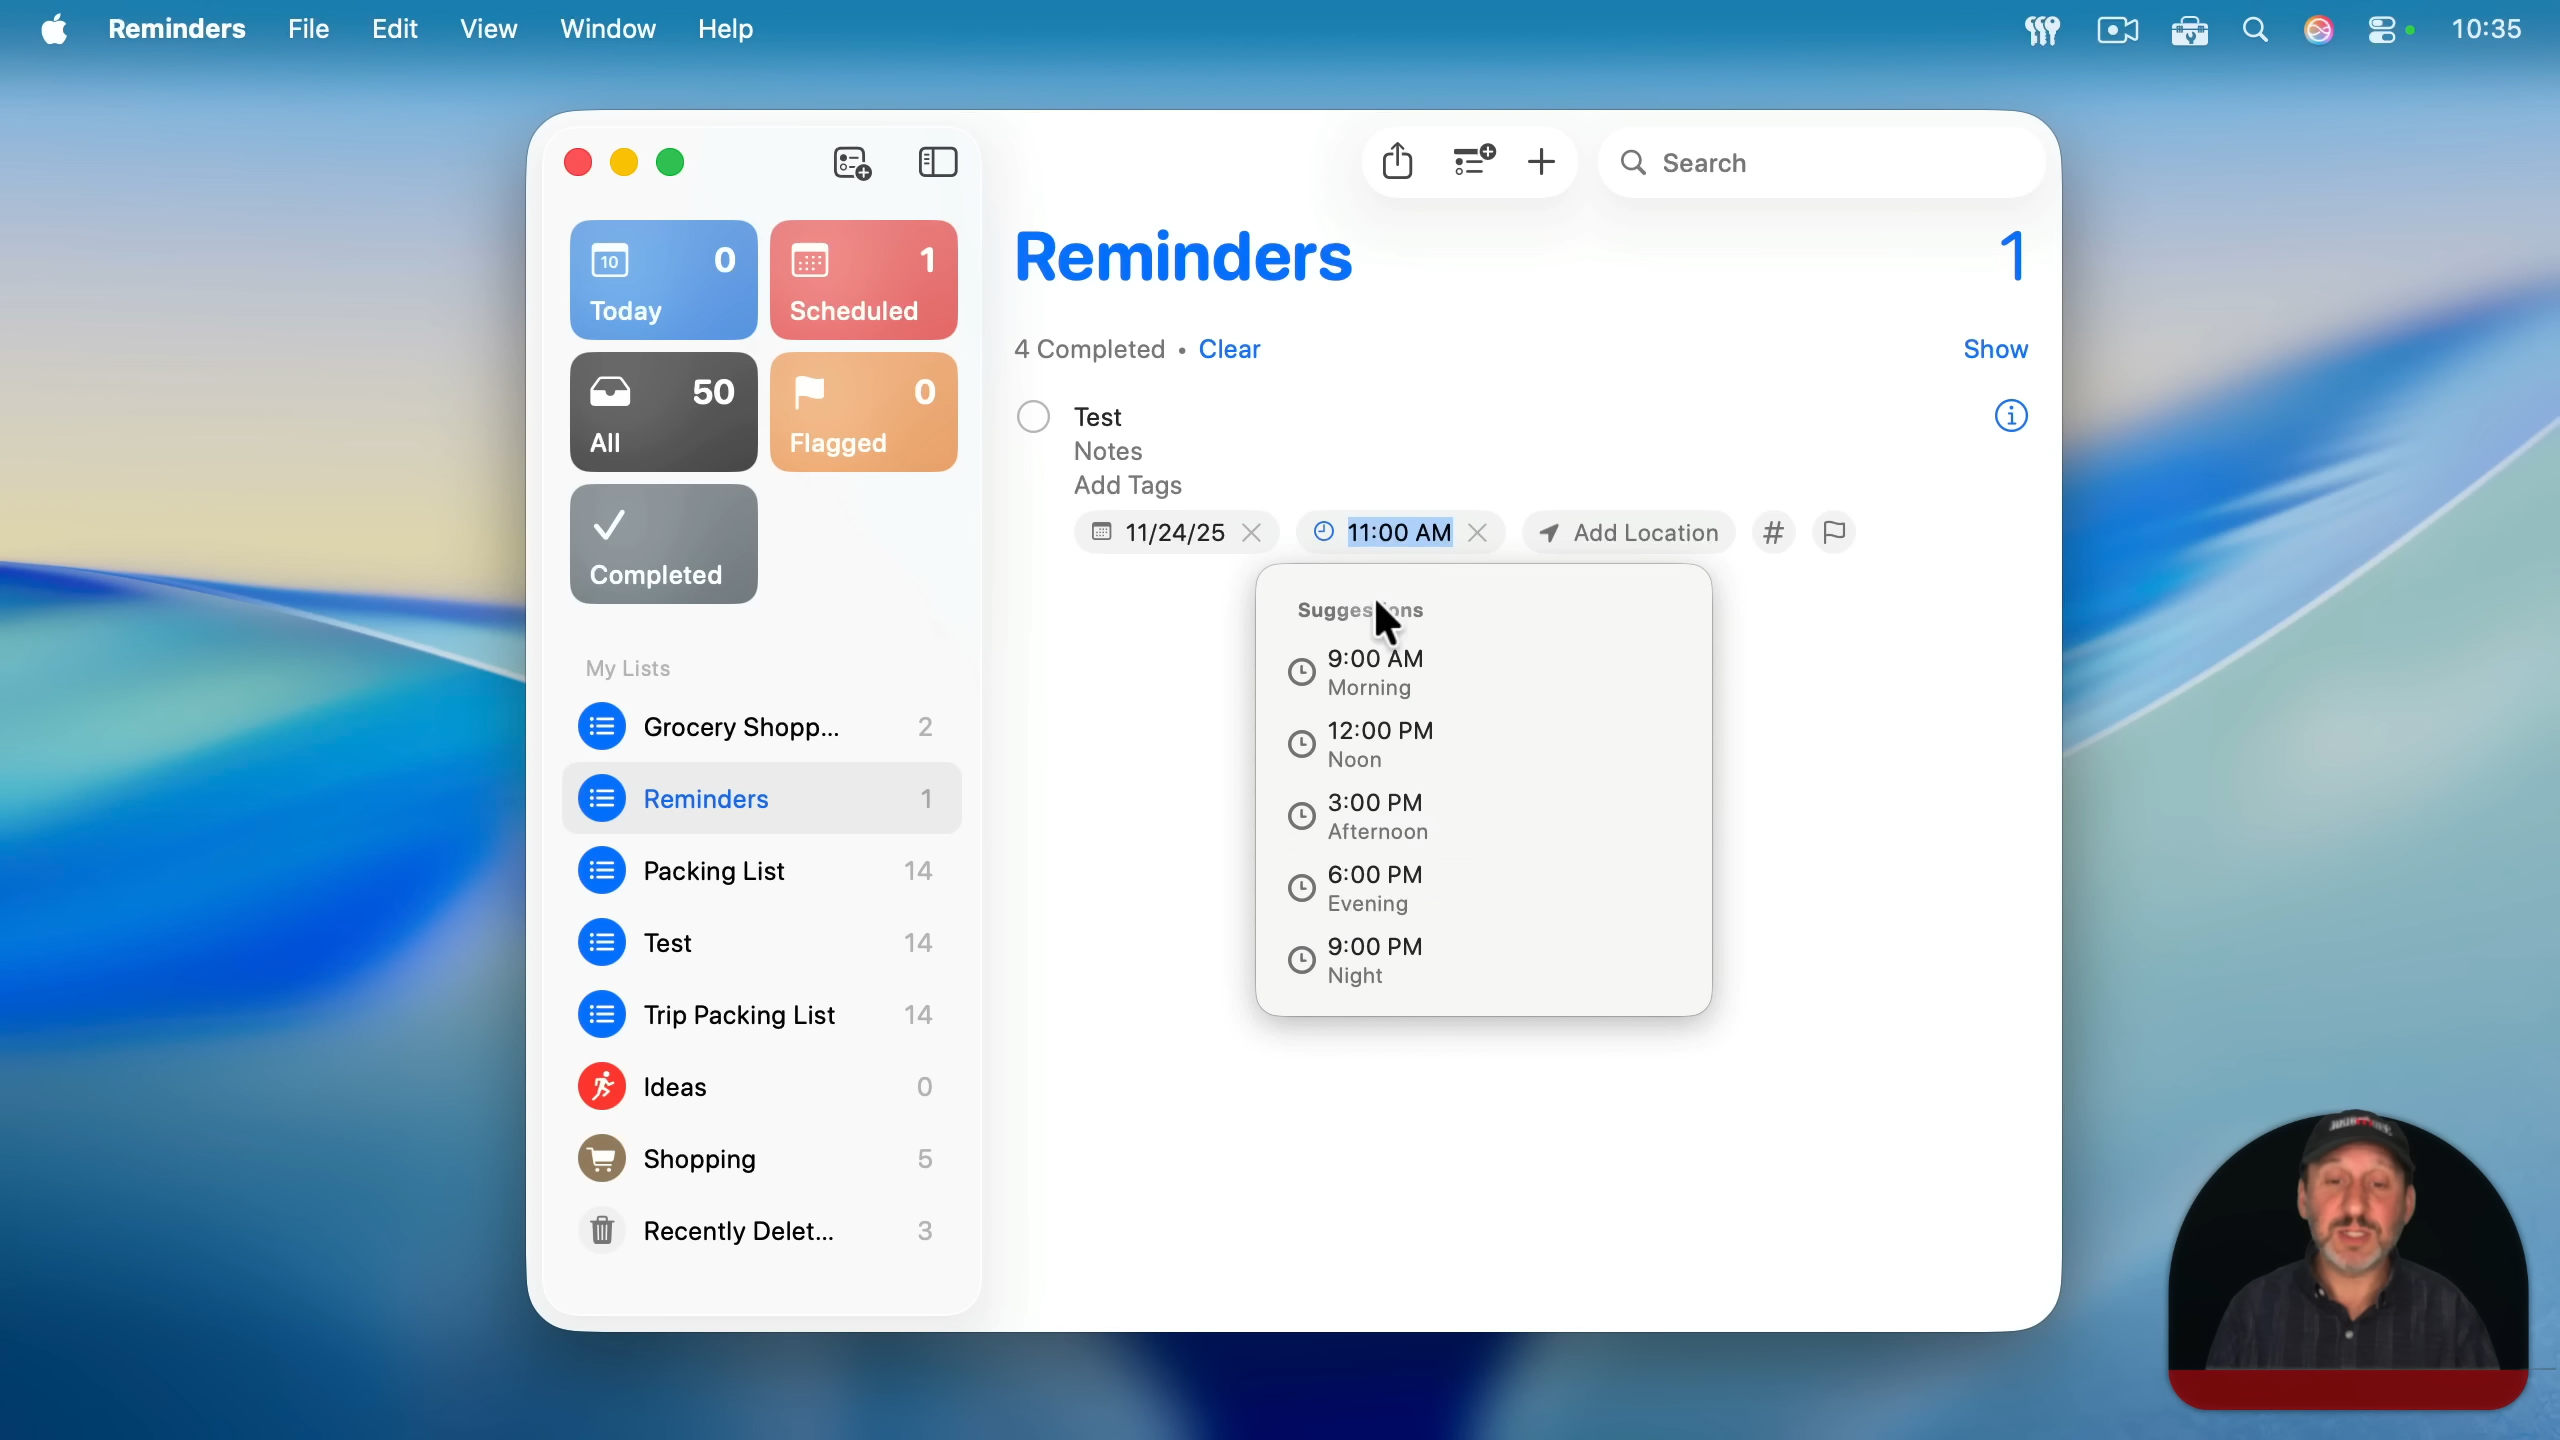 Reminders File Edit View Window Help 10:35
Search
10 0
Today
1
Scheduled
50
All
0
Flagged
Completed
My Lists
Grocery Shopp... 2
Reminders 1
Packing List 14
Test 14
Trip Packing List 14
Ideas 0
Shopping 5
Recently Delet... 3
Reminders 1
4 Completed • Clear Show
Test
Notes
Add Tags
11/24/25 11:00 AM Add Location #
Suggestions
9:00 AM
Morning
12:00 PM
Noon
3:00 PM
Afternoon
6:00 PM
Evening
9:00 PM
Night